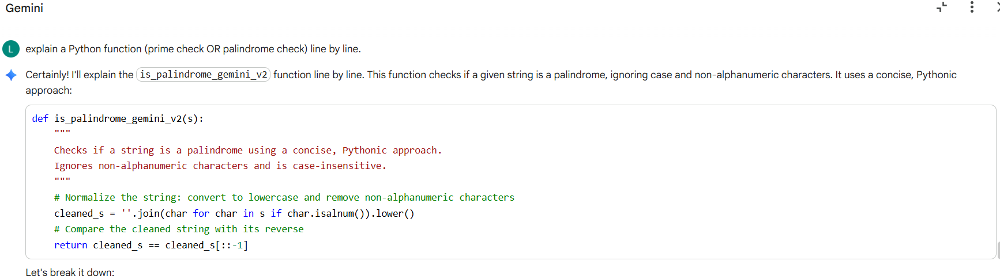 Gemini
L
explain a Python function (prime check OR palindrome check) line by line.
Certainly! I'll explain the is_palindrome_gemini_v2 function line by line. This function checks if a given string is a palindrome, ignoring case and non-alphanumeric characters. It uses a concise, Pythonic
approach:
def is_palindrome_gemini_v2(s):
    """
    Checks if a string is a palindrome using a concise, Pythonic approach.
    Ignores non-alphanumeric characters and is case-insensitive.
    """
    # Normalize the string: convert to lowercase and remove non-alphanumeric characters
    cleaned_s = ''.join(char for char in s if char.isalnum()).lower()
    # Compare the cleaned string with its reverse
    return cleaned_s == cleaned_s[::-1]
Let's break it down: